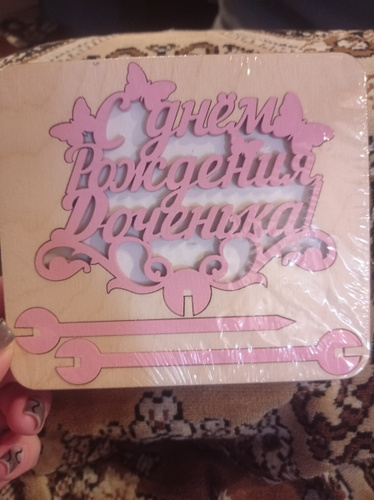 С днём
Рождения
Доченька!